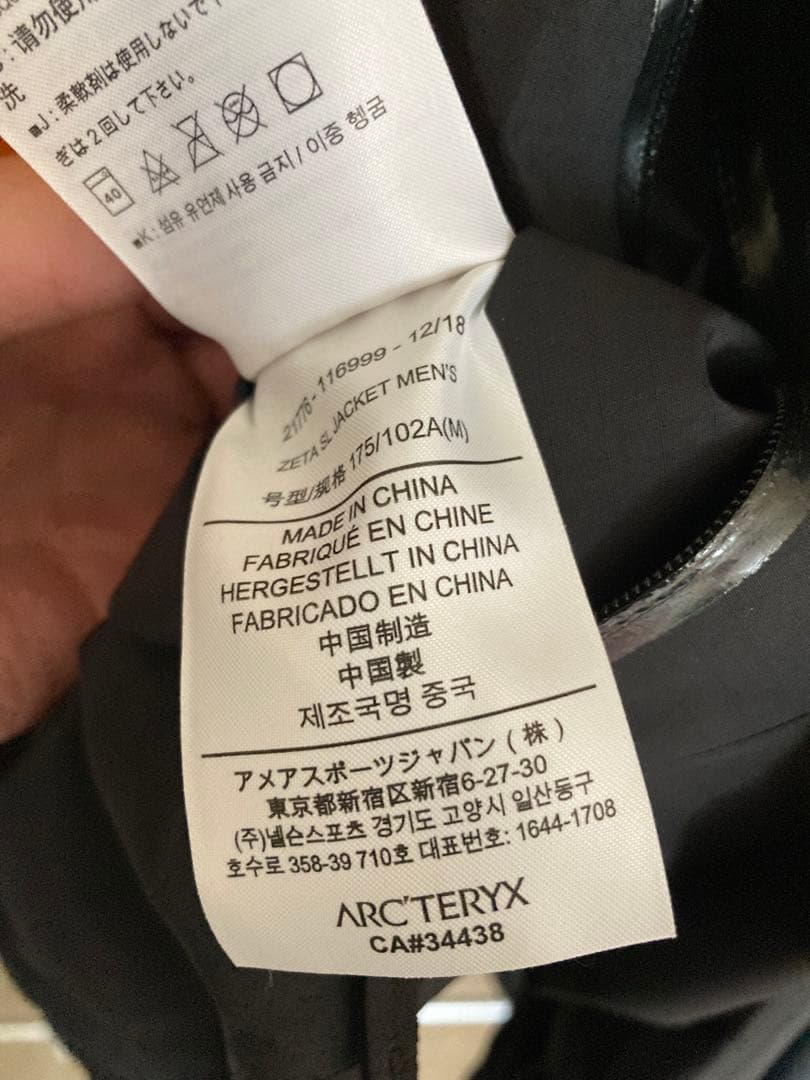 ：请勿使用
洗
■J：柔軟剤は使用しないで下
ぎは2回して下さい。
40
■K：섬유 유연제 사용 금지 / 이중 헹굼
21776 - 116999 - 12/18
ZETA SL JACKET MEN'S
号型/规格 175/102A(M)
MADE IN CHINA
FABRIQUÉ EN CHINE
HERGESTELLT IN CHINA
FABRICADO EN CHINA
中国制造
中国製
제조국명 중국
アメアスポーツジャパン（株）
東京都新宿区新宿6-27-30
(주)넬슨스포츠 경기도 고양시 일산동구
호수로 358-39 710호 대표번호: 1644-1708
ARC'TERYX
CA#34438